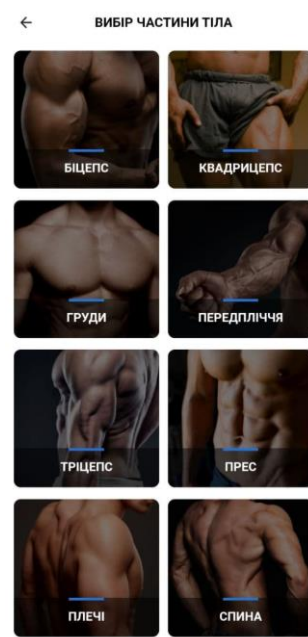 ВИБІР ЧАСТИНИ ТІЛА
БІЦЕПС
КВАДРИЦЕПС
ГРУДИ
ПЕРЕДПЛІЧЧЯ
ТРІЦЕПС
ПРЕС
ПЛЕЧІ
СПИНА